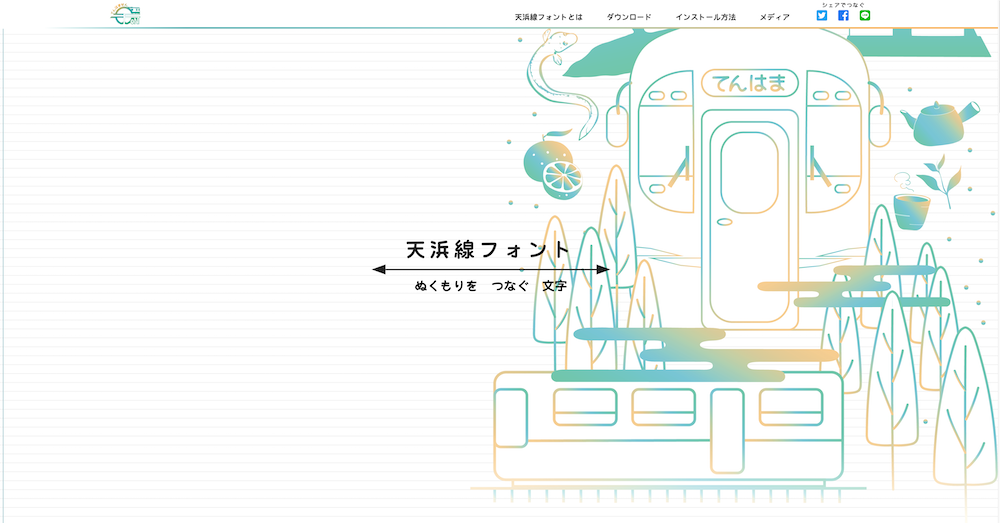 天浜線フォントとは ダウンロード インストール方法 メディア
シェアでつなぐ
てんはま
天浜線フォント
ぬくもりを つなぐ 文字